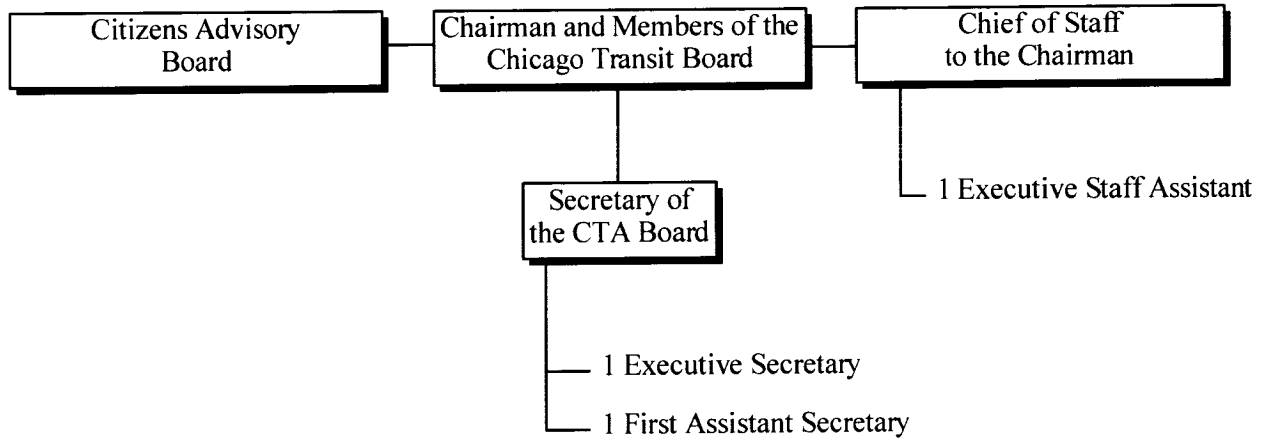 Citizens Advisory
Board
Chairman and Members of the
Chicago Transit Board
Chief of Staff
to the Chairman
1 Executive Staff Assistant
Secretary of
the CTA Board
1 Executive Secretary
1 First Assistant Secretary